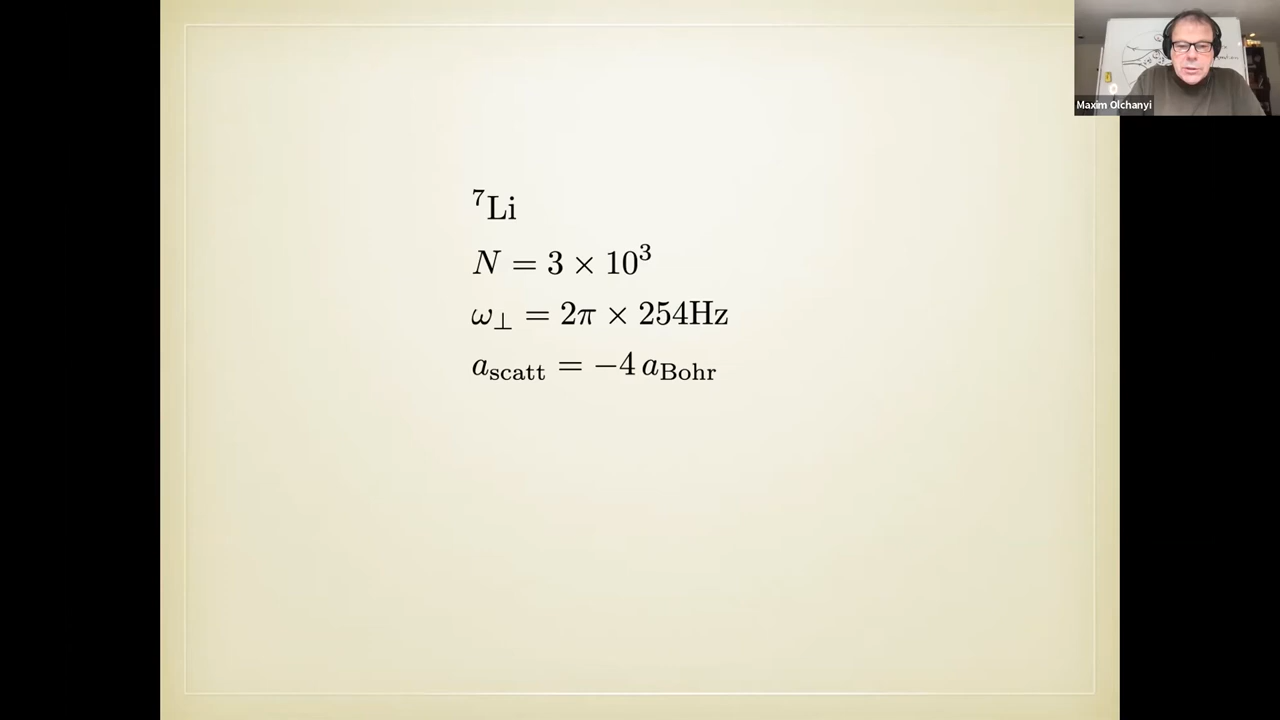 ⁷Li
N = 3 × 10³
ω⊥ = 2π × 254Hz
a_scatt = −4 a_Bohr
Maxim Olchanyi